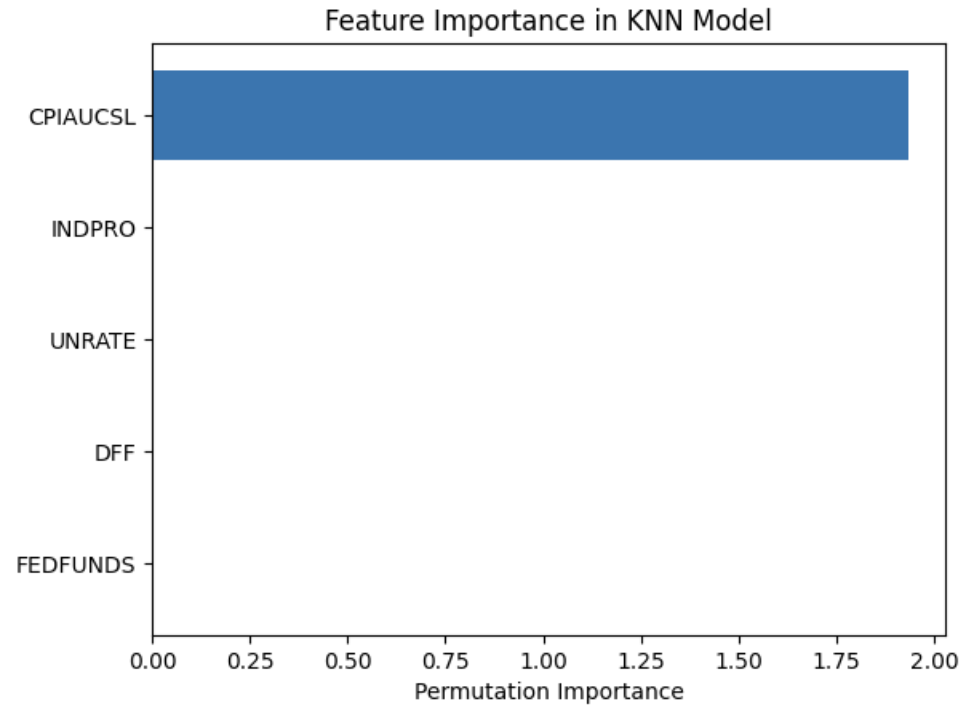 Feature Importance in KNN Model
CPIAUCSL
INDPRO
UNRATE
DFF
FEDFUNDS
0.00 0.25 0.50 0.75 1.00 1.25 1.50 1.75 2.00
Permutation Importance